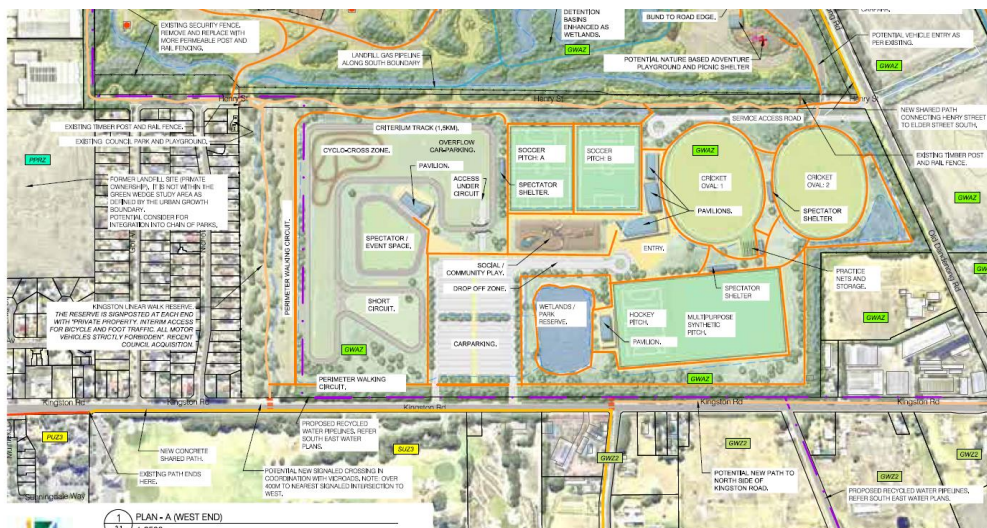 DETENTION
BASINS
ENHANCED AS
WETLANDS.
BUND TO ROAD EDGE.
EXISTING SECURITY FENCE.
REMOVE AND REPLACE WITH
MORE PERMEABLE POST AND
RAIL FENCING.
LANDFILL GAS PIPELINE
ALONG SOUTH BOUNDARY
GWAZ
POTENTIAL NATURE BASED ADVENTURE
PLAYGROUND AND PICNIC SHELTER
POTENTIAL VEHICLE ENTRY AS
PER EXISTING.
GWAZ
Henry St
Henry St
Henry St
NEW SHARED PATH
CONNECTING HENRY STREET
TO ELDER STREET SOUTH.
SERVICE ACCESS ROAD
EXISTING TIMBER POST AND RAIL FENCE.
EXISTING COUNCIL PARK AND PLAYGROUND.
PPRZ
FORMER LANDFILL SITE (PRIVATE
OWNERSHIP), IT IS NOT WITHIN THE
GREEN WEDGE STUDY AREA AS
DEFINED BY THE URBAN GROWTH
BOUNDARY.
POTENTIAL CONSIDER FOR
INTEGRATION INTO CHAIN OF PARKS.
CRITERIUM TRACK (1.5KM).
CYCLO-CROSS ZONE.
OVERFLOW
CAR-PARKING.
PAVILION.
ACCESS
UNDER
CIRCUIT
SOCCER
PITCH: A
SOCCER
PITCH: B
SPECTATOR
SHELTER.
GWAZ
CRICKET
OVAL: 1
CRICKET
OVAL: 2
EXISTING TIMBER POST
AND RAIL FENCE.
PAVILIONS.
SPECTATOR
SHELTER
PERIMETER WALKING CIRCUIT.
SPECTATOR /
EVENT SPACE.
SOCIAL /
COMMUNITY PLAY.
ENTRY.
DROP OFF ZONE.
PRACTICE
NETS AND
STORAGE.
SPECTATOR
SHELTER
Old Dandenong Rd
KINGSTON LINEAR WALK RESERVE.
THE RESERVE IS SIGNPOSTED AT EACH END
WITH "PRIVATE PROPERTY. INTERIM ACCESS
FOR BICYCLE AND FOOT TRAFFIC. ALL MOTOR
VEHICLES STRICTLY FORBIDDEN". RECENT
COUNCIL ACQUISITION.
SHORT
CIRCUIT.
WETLANDS /
PARK
RESERVE.
HOCKEY
PITCH.
MULTIPURPOSE
SYNTHETIC
PITCH.
GWAZ
CARPARKING.
PAVILION.
GWAZ
GWAZ
PERIMETER WALKING
CIRCUIT.
Kingston Rd
Kingston Rd
Kingston Rd
Kingston Rd
Kingston Rd
PUZ3
NEW CONCRETE
SHARED PATH.
EXISTING PATH ENDS
HERE.
PROPOSED RECYCLED
WATER PIPELINES. REFER
SOUTH EAST WATER
PLANS.
SUZ3
POTENTIAL NEW SIGNALED CROSSING IN
COORDINATION WITH VICROADS. NOTE: OVER
400M TO NEAREST SIGNALED INTERSECTION TO
WEST.
GWZ2
GWZ2
GWZ2
POTENTIAL NEW PATH TO
NORTH SIDE OF
KINGSTON ROAD.
PROPOSED RECYCLED WATER PIPELINES.
REFER SOUTH EAST WATER PLANS.
GWZ2
Sunningdale Way
1
PLAN - A (WEST END)